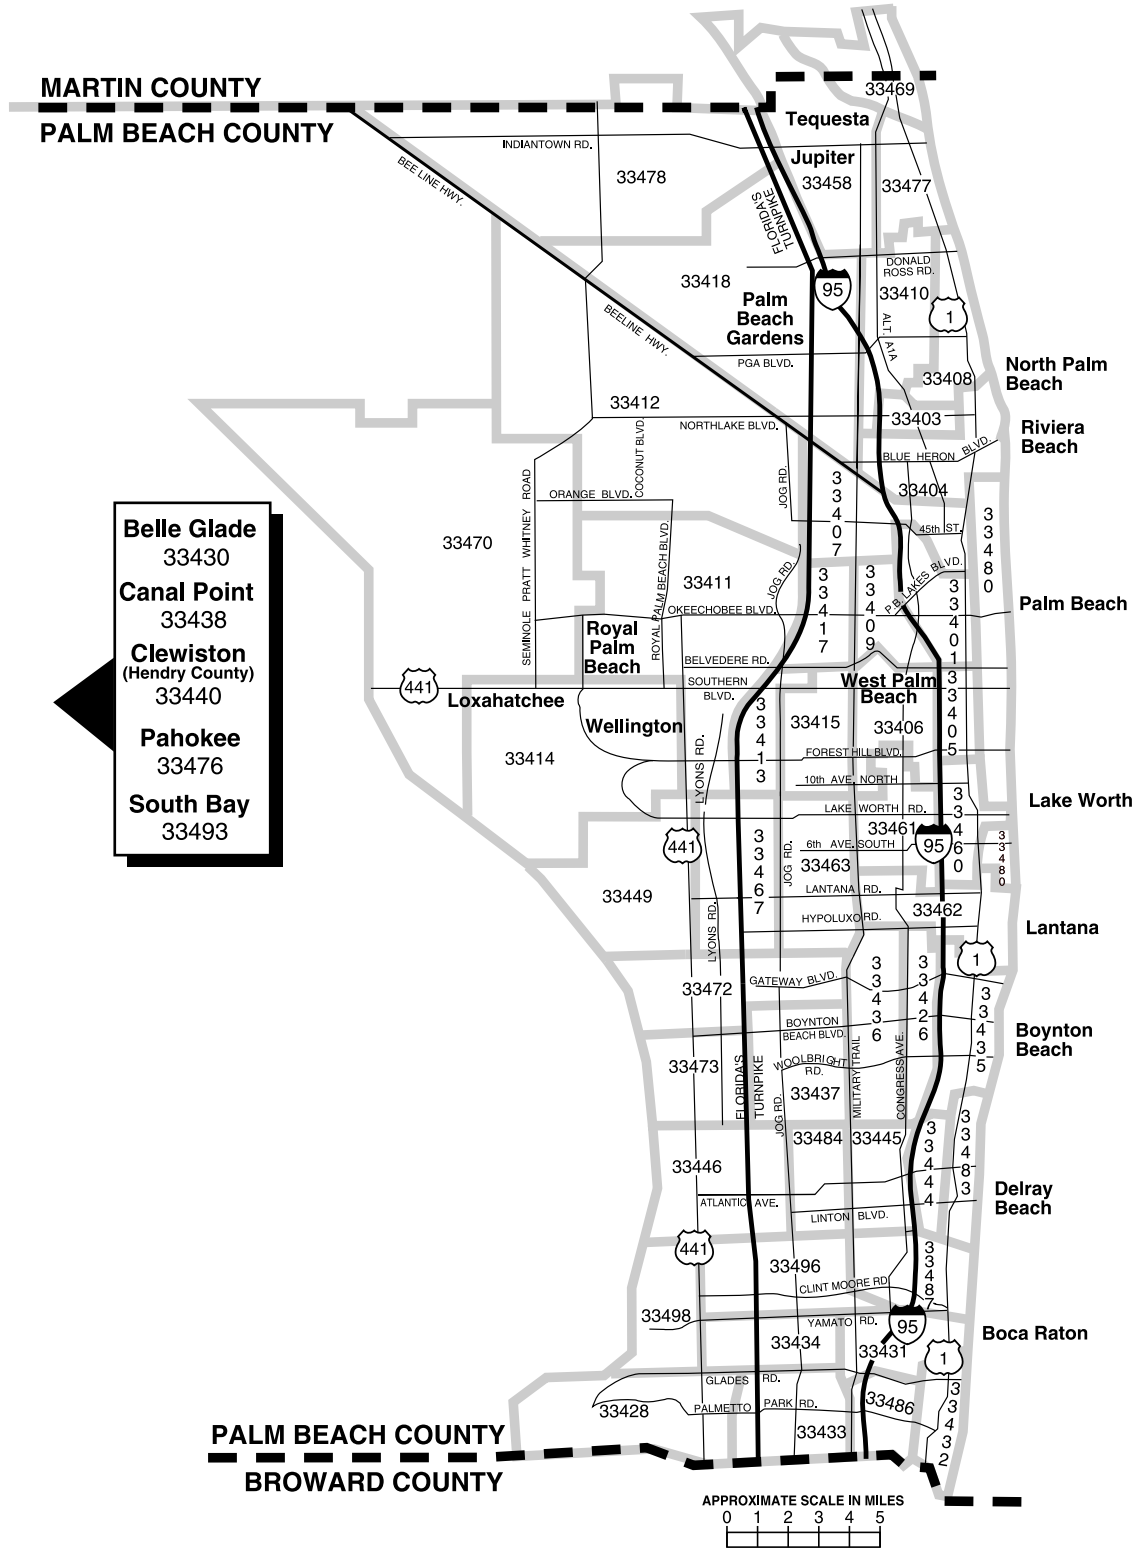 MARTIN COUNTY
PALM BEACH COUNTY
33469
Tequesta
INDIANTOWN RD.
Jupiter
BEE LINE HWY.
33478
33458
33477
FLORIDA'S
TURNPIKE
DONALD
ROSS RD.
33418
95
33410
Palm
Beach
Gardens
1
BEELINE HWY.
ALT. A1A
PGA BLVD.
North Palm
Beach
33408
33412
33403
NORTHLAKE BLVD.
Riviera
Beach
COCONUT BLVD.
BLUE HERON BLVD.
JOG RD.
33407
33404
ORANGE BLVD.
SEMINOLE PRATT WHITNEY ROAD
45th ST.
33480
33470
ROYAL PALM BEACH BLVD.
JOG RD.
P.B. LAKES BLVD.
33411
33417
33409
33401
OKEECHOBEE BLVD.
Palm Beach
Royal
Palm
Beach
BELVEDERE RD.
441
Loxahatchee
SOUTHERN
BLVD.
West Palm
Beach
33405
Wellington
33413
33415
33406
33414
LYONS RD.
FOREST HILL BLVD.
10th AVE. NORTH
Lake Worth
LAKE WORTH RD.
33460
441
33467
33461
95
6th AVE. SOUTH
33480
JOG RD.
33463
33449
LANTANA RD.
LYONS RD.
HYPOLUXO RD.
33462
Lantana
1
33436
33426
GATEWAY BLVD.
33472
33435
BOYNTON
BEACH BLVD.
Boynton
Beach
MILITARY TRAIL
CONGRESS AVE.
33473
FLORIDA'S
TURNPIKE
WOOLBRIGHT
RD.
33437
JOG RD.
33484
33445
33444
33483
33446
ATLANTIC AVE.
Delray
Beach
LINTON BLVD.
441
33496
33487
CLINT MOORE RD.
33498
YAMATO RD.
95
Boca Raton
33434
33431
1
GLADES RD.
33432
33428
PALMETTO PARK RD.
33486
33433
PALM BEACH COUNTY
BROWARD COUNTY
Belle Glade
33430
Canal Point
33438
Clewiston
(Hendry County)
33440
Pahokee
33476
South Bay
33493
APPROXIMATE SCALE IN MILES
0 1 2 3 4 5